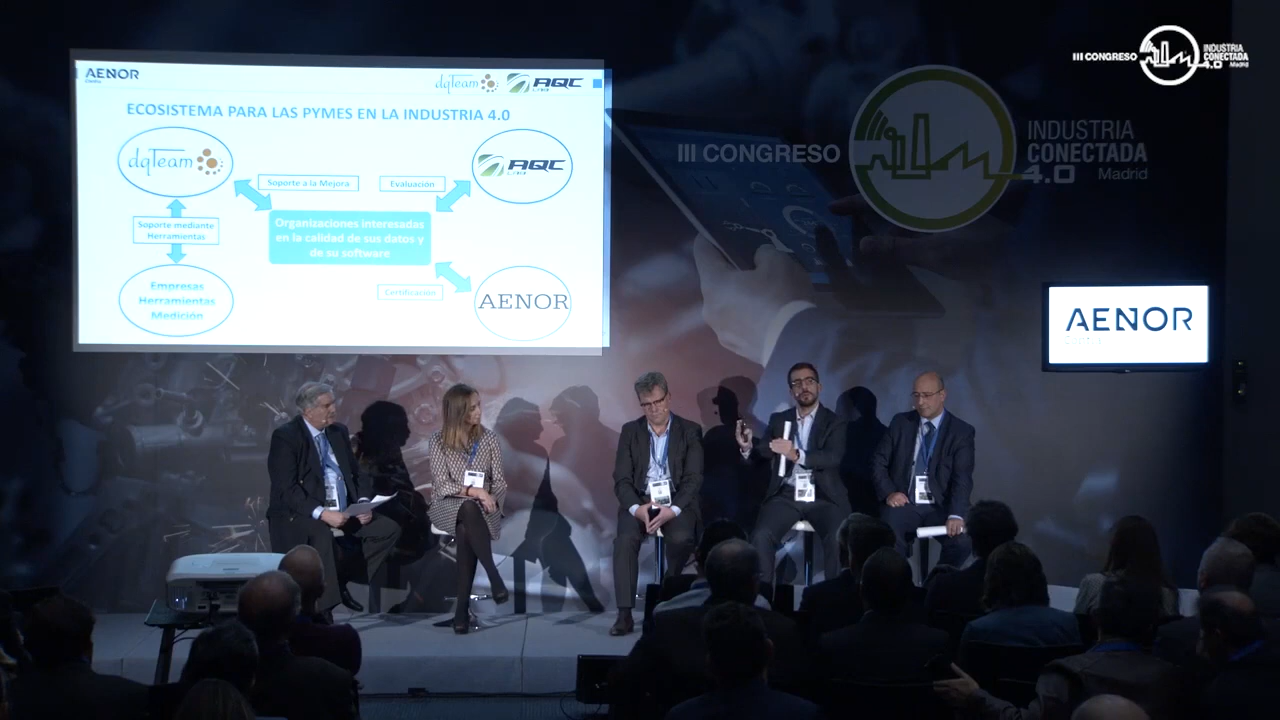 AENOR
dqTeam
AQC
LAB
ECOSISTEMA PARA LAS PYMES EN LA INDUSTRIA 4.0
dqTeam
AQC
LAB
Soporte a la Mejora
Evaluación
Soporte mediante
Herramientas
Organizaciones interesadas
en la calidad de sus datos y
de su software
Empresas
Herramientas
Medición
Certificación
AENOR
III CONGRESO
INDUSTRIA
CONECTADA
4.0 Madrid
III CONGRESO
INDUSTRIA
CONECTADA
4.0 Madrid
AENOR